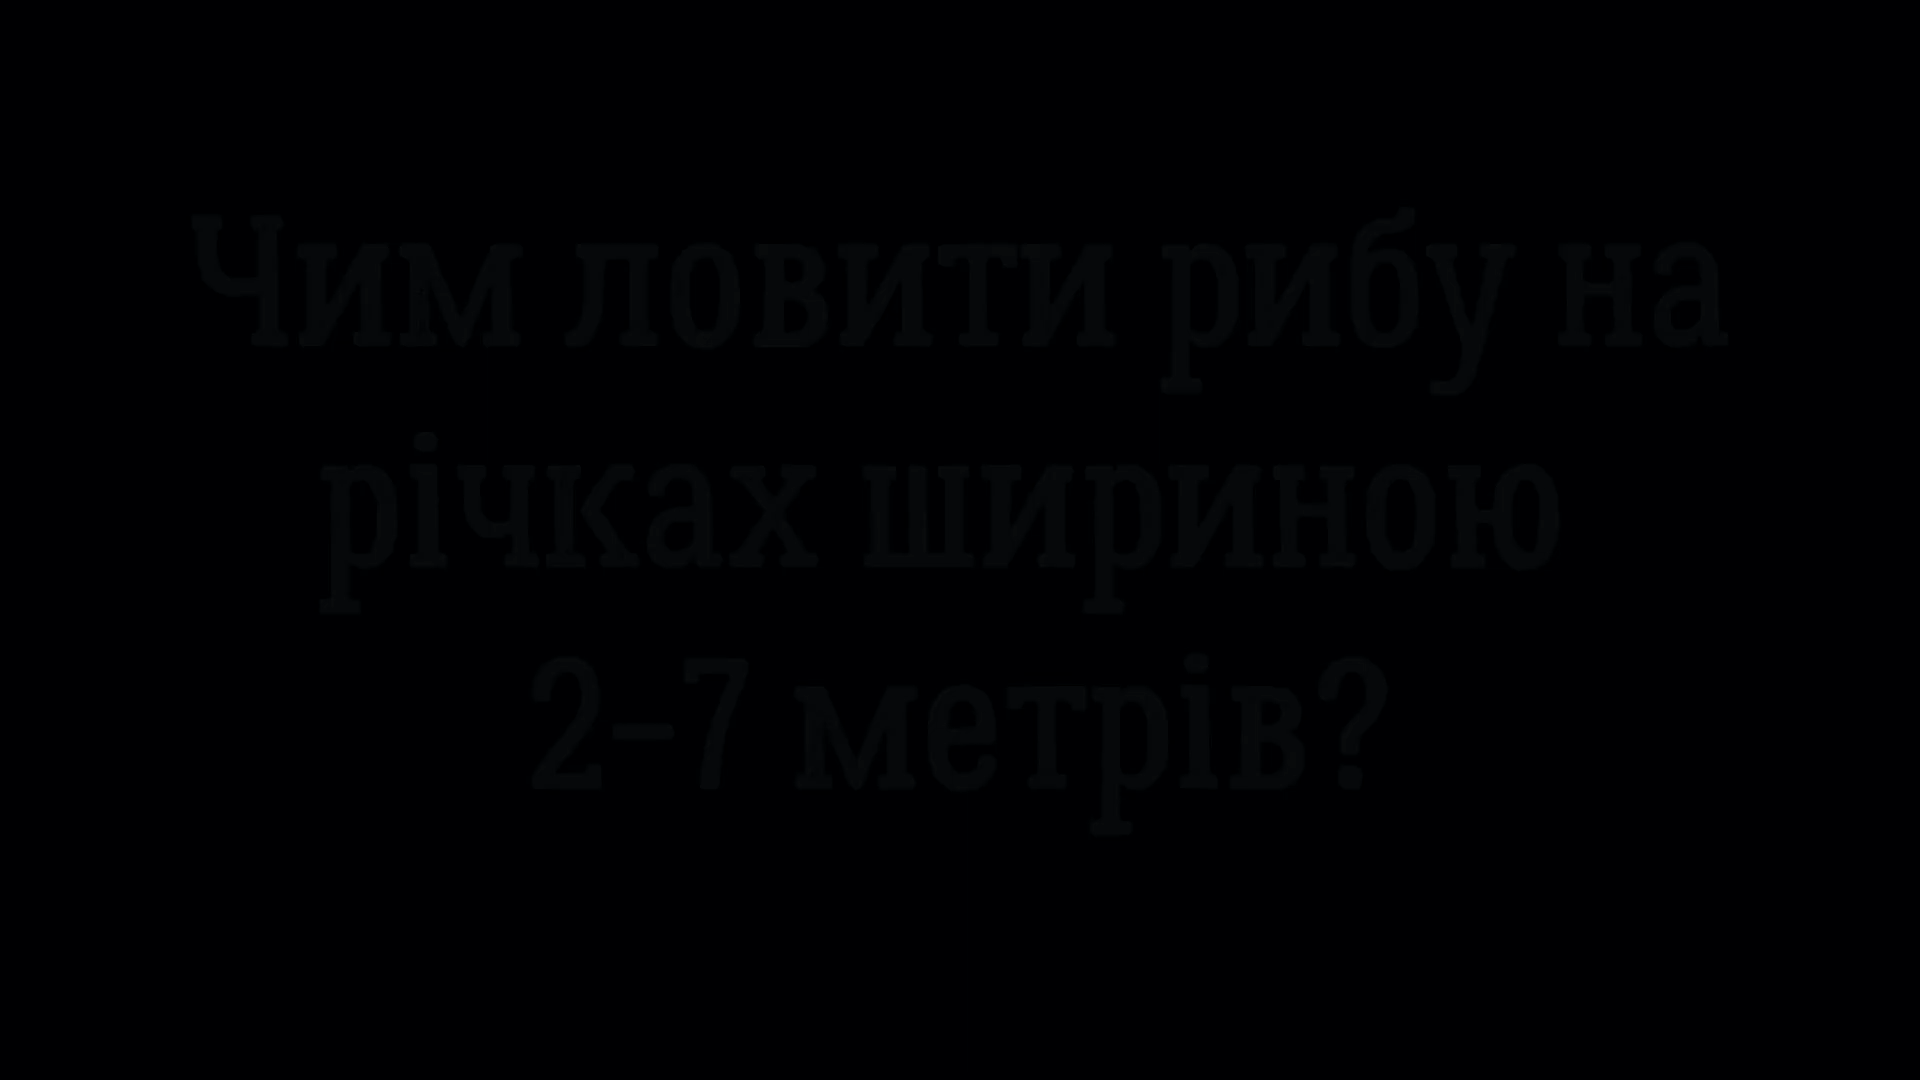 Чим ловити рибу на
річках шириною
2-7 метрів?